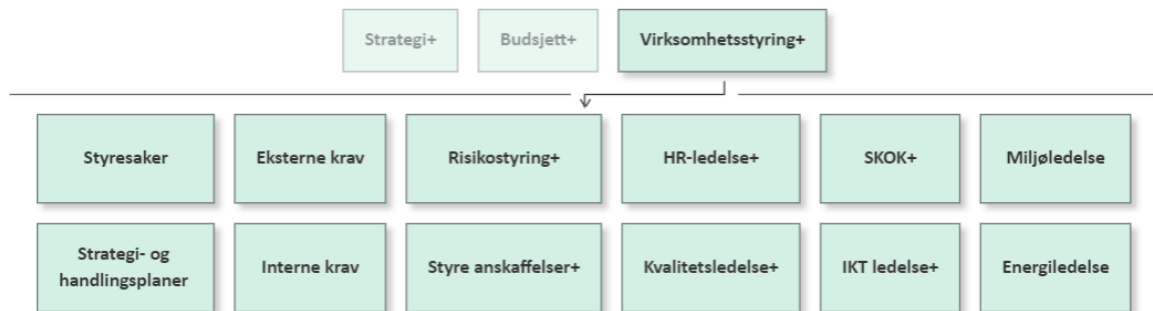 Strategi+
Budsjett+
Virksomhetsstyring+
Styresaker
Eksterne krav
Risikostyring+
HR-ledelse+
SKOK+
Miljøledelse
Strategi- og
handlingsplaner
Interne krav
Styre anskaffelser+
Kvalitetsledelse+
IKT ledelse+
Energiledelse